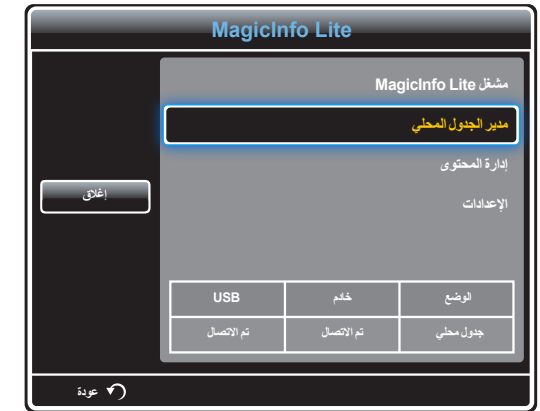 MagicInfo Lite
مشغل MagicInfo Lite
مدير الجدول المحلي
إدارة المحتوى
الإعدادات
إغلاق
الوضع خادم USB
جدول محلي تم الاتصال تم الاتصال
عودة